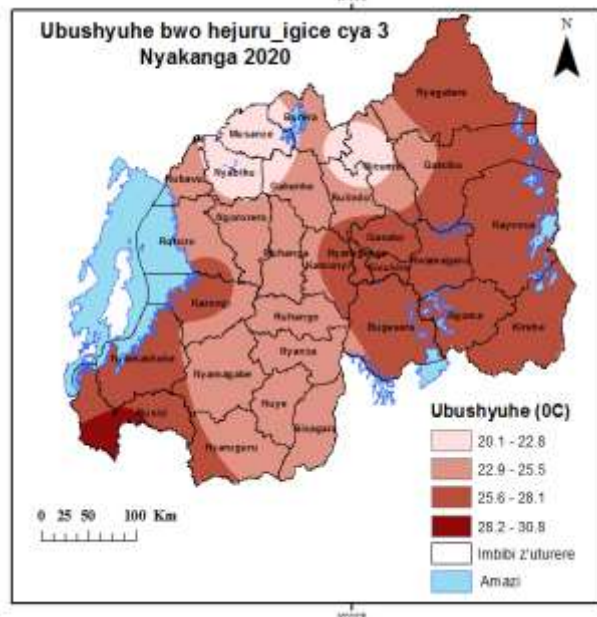 Ubushyuhe bwo hejuru_igice cya 3
Nyakanga 2020
N
Nyagatare
Burera
Musanze
Gicumbi
Gatsibo
Nyabihu
Rubavu
Gakenke
Rulindo
Ngororero
Kayonza
Rutsiro
Gasabo
Muhanga
Kamonyi
Nyarugenge
Rwamagana
Kicukiro
Karongi
Ruhango
Bugesera
Ngoma
Kirehe
Nyanza
Nyamasheke
Nyamagabe
Huye
Gisagara
Rusizi
Nyaruguru
Ubushyuhe (0C)
20.1 - 22.8
22.9 - 25.5
25.6 - 28.1
28.2 - 30.8
Imbibi z'uturere
Amazi
0 25 50 100 Km